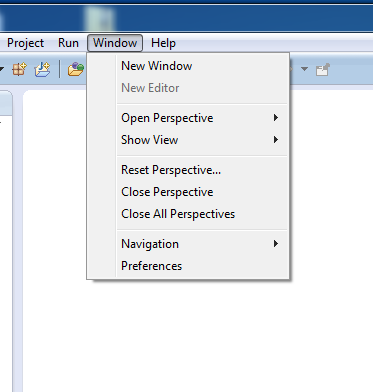 Project Run Window Help
New Window
New Editor
Open Perspective
Show View
Reset Perspective...
Close Perspective
Close All Perspectives
Navigation
Preferences